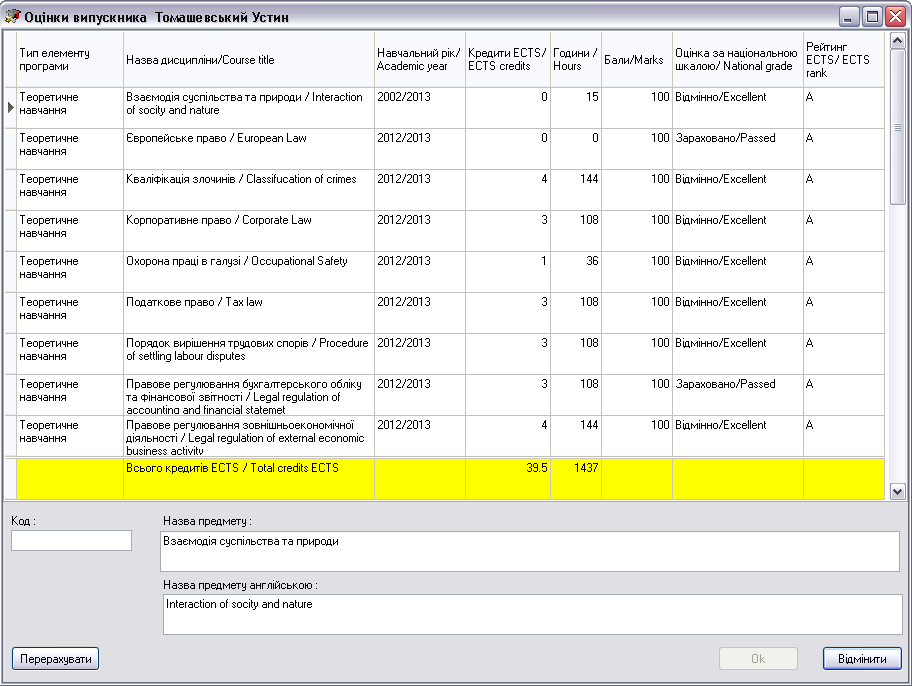 Оцінки випускника  Томашевський Устин
Тип елементу
програми
Назва дисципліни/Course title
Навчальний рік/
Academic year
Кредити ECTS/
ECTS credits
Години /
Hours
Бали/Marks
Оцінка за національною
шкалою/ National grade
Рейтинг
ECTS/ ECTS
rank
Теоретичне
навчання
Взаємодія суспільства та природи / Interaction
of socity and nature
2002/2013
0
15
100
Відмінно/Excellent
A
Теоретичне
навчання
Європейське право / European Law
2012/2013
0
0
100
Зараховано/Passed
A
Теоретичне
навчання
Кваліфікація злочинів / Classifucation of crimes
2012/2013
4
144
100
Відмінно/Excellent
A
Теоретичне
навчання
Корпоративне право / Corporate Law
2012/2013
3
108
100
Відмінно/Excellent
A
Теоретичне
навчання
Охорона праці в галузі / Occupational Safety
2012/2013
1
36
100
Відмінно/Excellent
A
Теоретичне
навчання
Податкове право / Tax law
2012/2013
3
108
100
Відмінно/Excellent
A
Теоретичне
навчання
Порядок вирішення трудових спорів / Procedure
of settling labour disputes
2012/2013
3
108
100
Відмінно/Excellent
A
Теоретичне
навчання
Правове регулювання бухгалтерського обліку
та фінансової звітності / Legal regulation of
accounting and financial statemet
2012/2013
3
108
100
Зараховано/Passed
A
Теоретичне
навчання
Правове регулювання зовнішньоекономічної
діяльності / Legal regulation of external economic
business activity
2012/2013
4
144
100
Відмінно/Excellent
A
Всього кредитів ECTS / Total credits ECTS
39.5
1437
Код :
Назва предмету :
Взаємодія суспільства та природи
Назва предмету англійською :
Interaction of socity and nature
Перерахувати
Ok
Відмінити